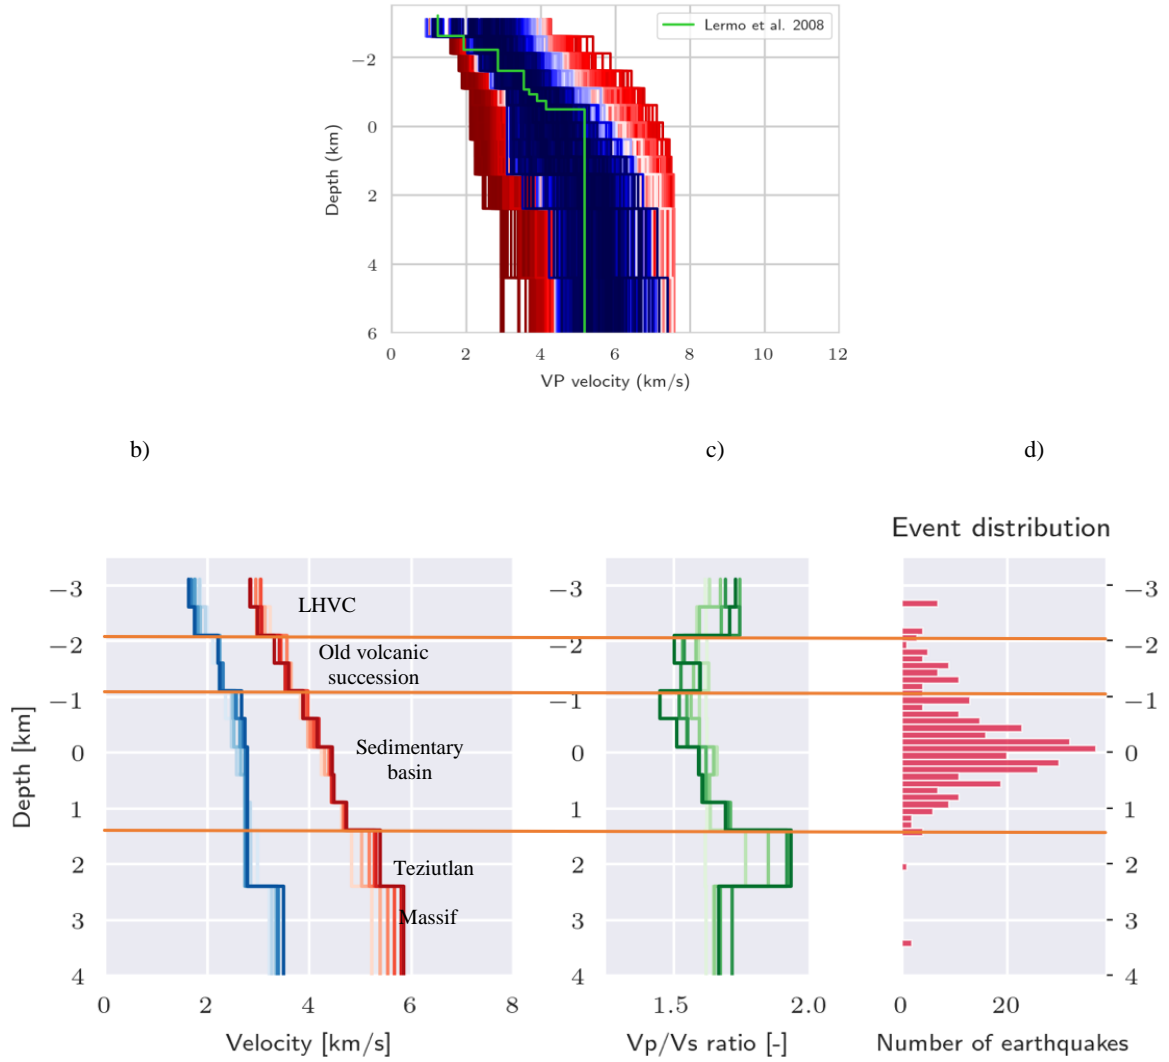 Lermo et al. 2008
−2
0
2
4
6
Depth (km)
0 2 4 6 8 10 12
VP velocity (km/s)
b) c) d)
Event distribution
−3 −3 −3
LHVC
−2 −2 −2
Old volcanic
succession
−1 −1 −1
Depth [km]
0 0 0
Sedimentary
basin
1 1 1
2 2 2
Teziutlan
3 3 3
Massif
4 4 4
0 2 4 6 8 1.5 2.0 0 20
Velocity [km/s] Vp/Vs ratio [-] Number of earthquakes